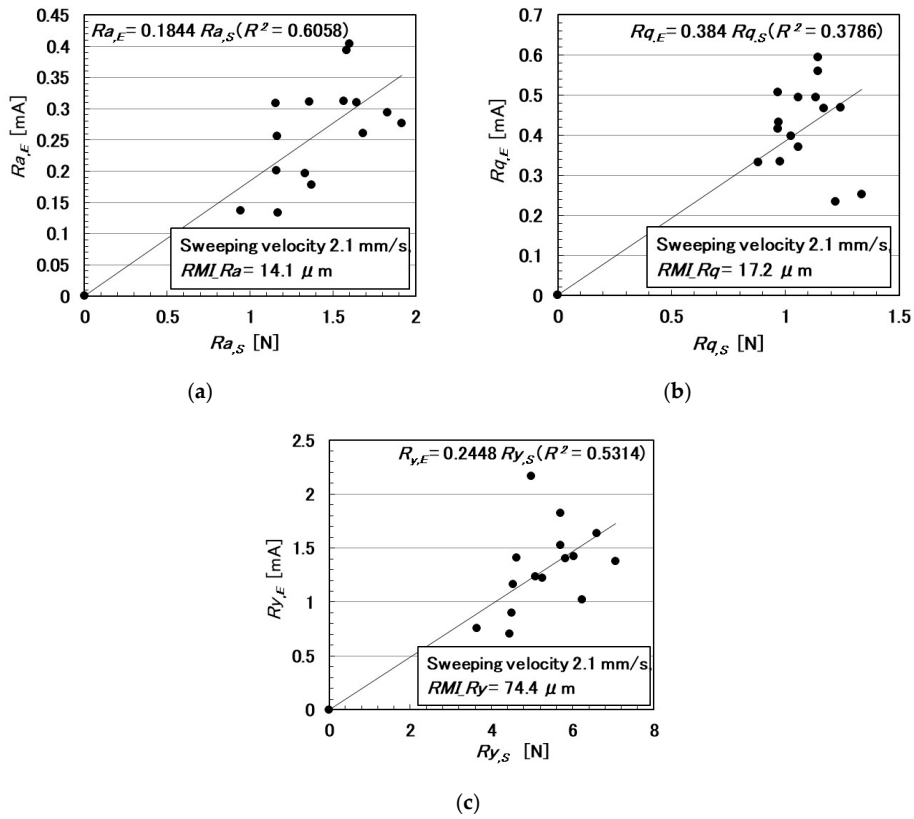 0.45
Ra,E = 0.1844 Ra,S(R² = 0.6058)
0.4
0.35
0.3
0.25
0.2
0.15
0.1
0.05
0
Ra,E [mA]
Sweeping velocity 2.1 mm/s,
RMI_Ra= 14.1 μm
0 0.5 1 1.5 2
Ra,S [N]
(a)
0.7
Rq.E = 0.384 Rq.S(R² = 0.3786)
0.6
0.5
0.4
0.3
0.2
0.1
0
Rq,E [mA]
Sweeping velocity 2.1 mm/s,
RMI_Rq= 17.2 μm
0 0.5 1 1.5
Rq,S [N]
(b)
2.5
Ry,E= 0.2448 Ry,S(R² = 0.5314)
2
1.5
1
0.5
0
Ry,E [mA]
Sweeping velocity 2.1 mm/s,
RMI_Ry= 74.4 μm
0 2 4 6 8
Ry,S [N]
(c)